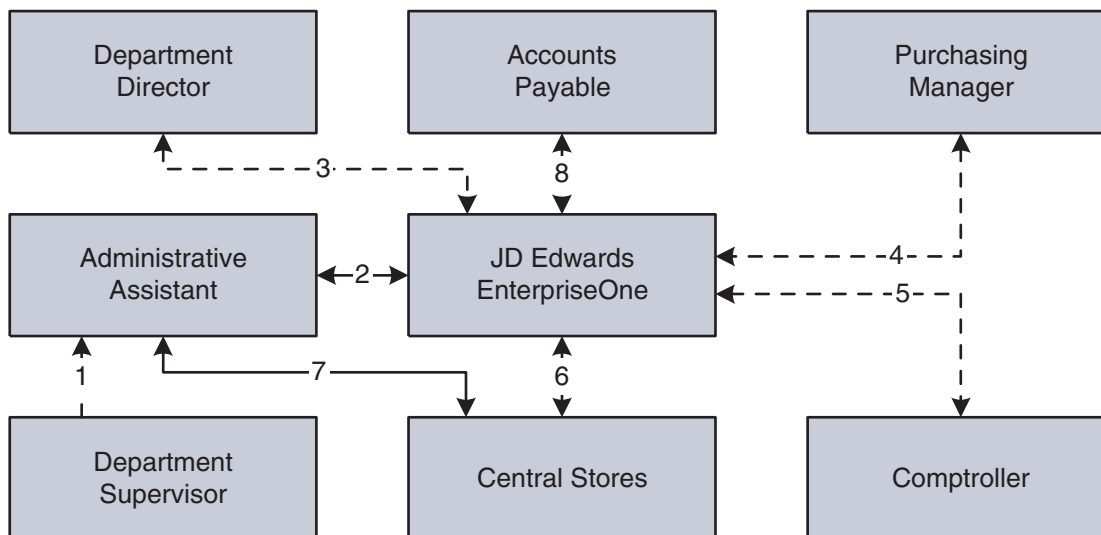 Department
Director
Accounts
Payable
Purchasing
Manager
3
8
Administrative
Assistant
2
JD Edwards
EnterpriseOne
4
5
1
7
6
Department
Supervisor
Central Stores
Comptroller